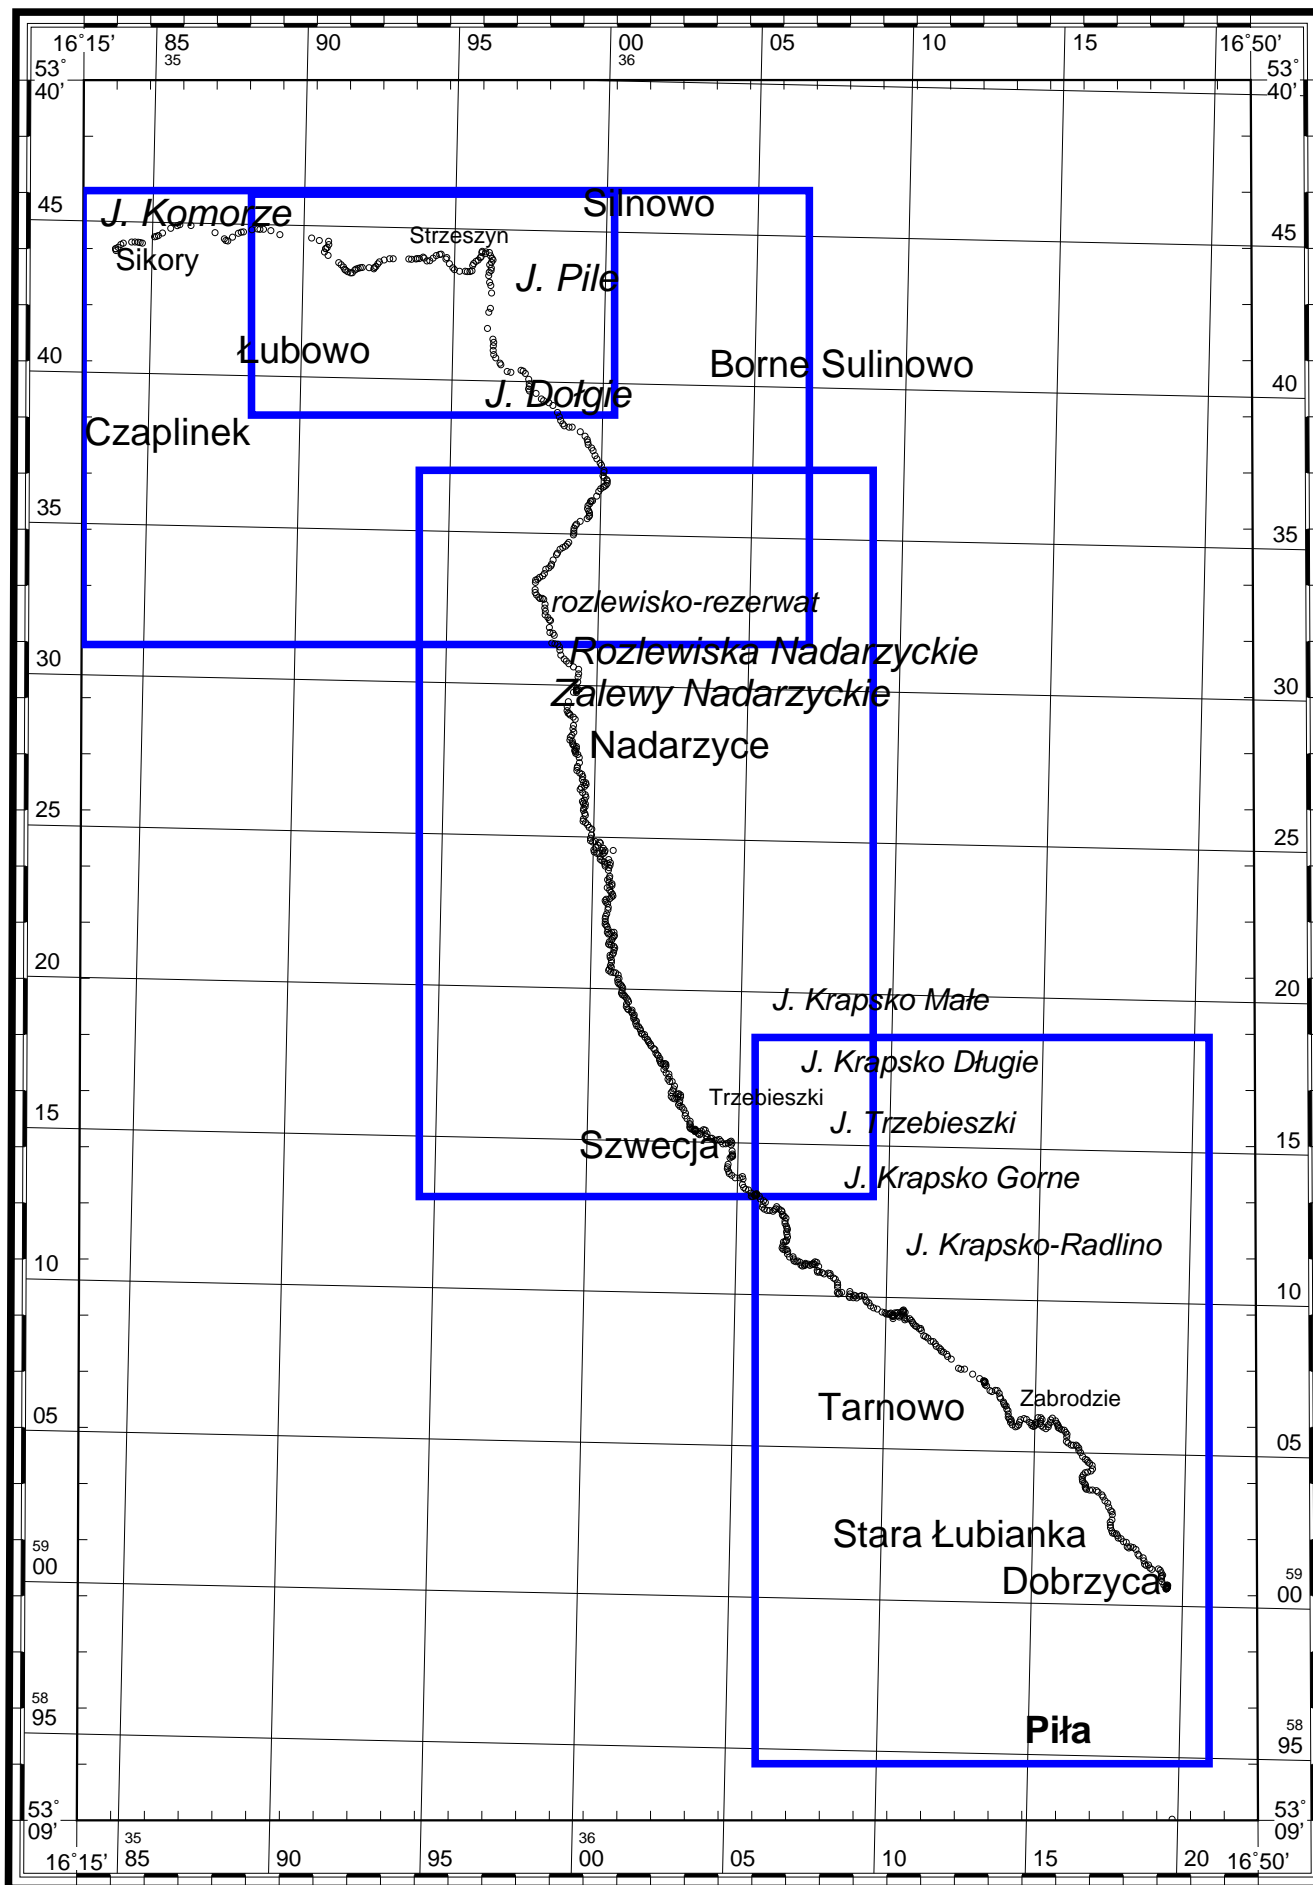 16°15' 85 90 95 00 05 10 15 16°50'
35 36
53° 53°
40' 40'
J. Komorze
Silnowo
45 45
Strzeszyn
Sikory
J. Pile
Łubowo
40 Borne Sulinowo 40
J. Dołgie
Czaplinek
35 35
rozlewisko-rezerwat
Rozlewiska Nadarzyckie
30 30
Zalewy Nadarzyckie
Nadarzyce
25 25
20 20
J. Krapsko Małe
J. Krapsko Długie
Trzebieszki
15 J. Trzebieszki 15
Szwecja
J. Krapsko Gorne
J. Krapsko-Radlino
10 10
Zabrodzie
Tarnowo
05 05
Stara Łubianka
59 59
00 Dobrzyca 00
58 58
95 Piła 95
53° 53°
09' 09'
35 36
16°15' 85 90 95 00 05 10 15 20 16°50'